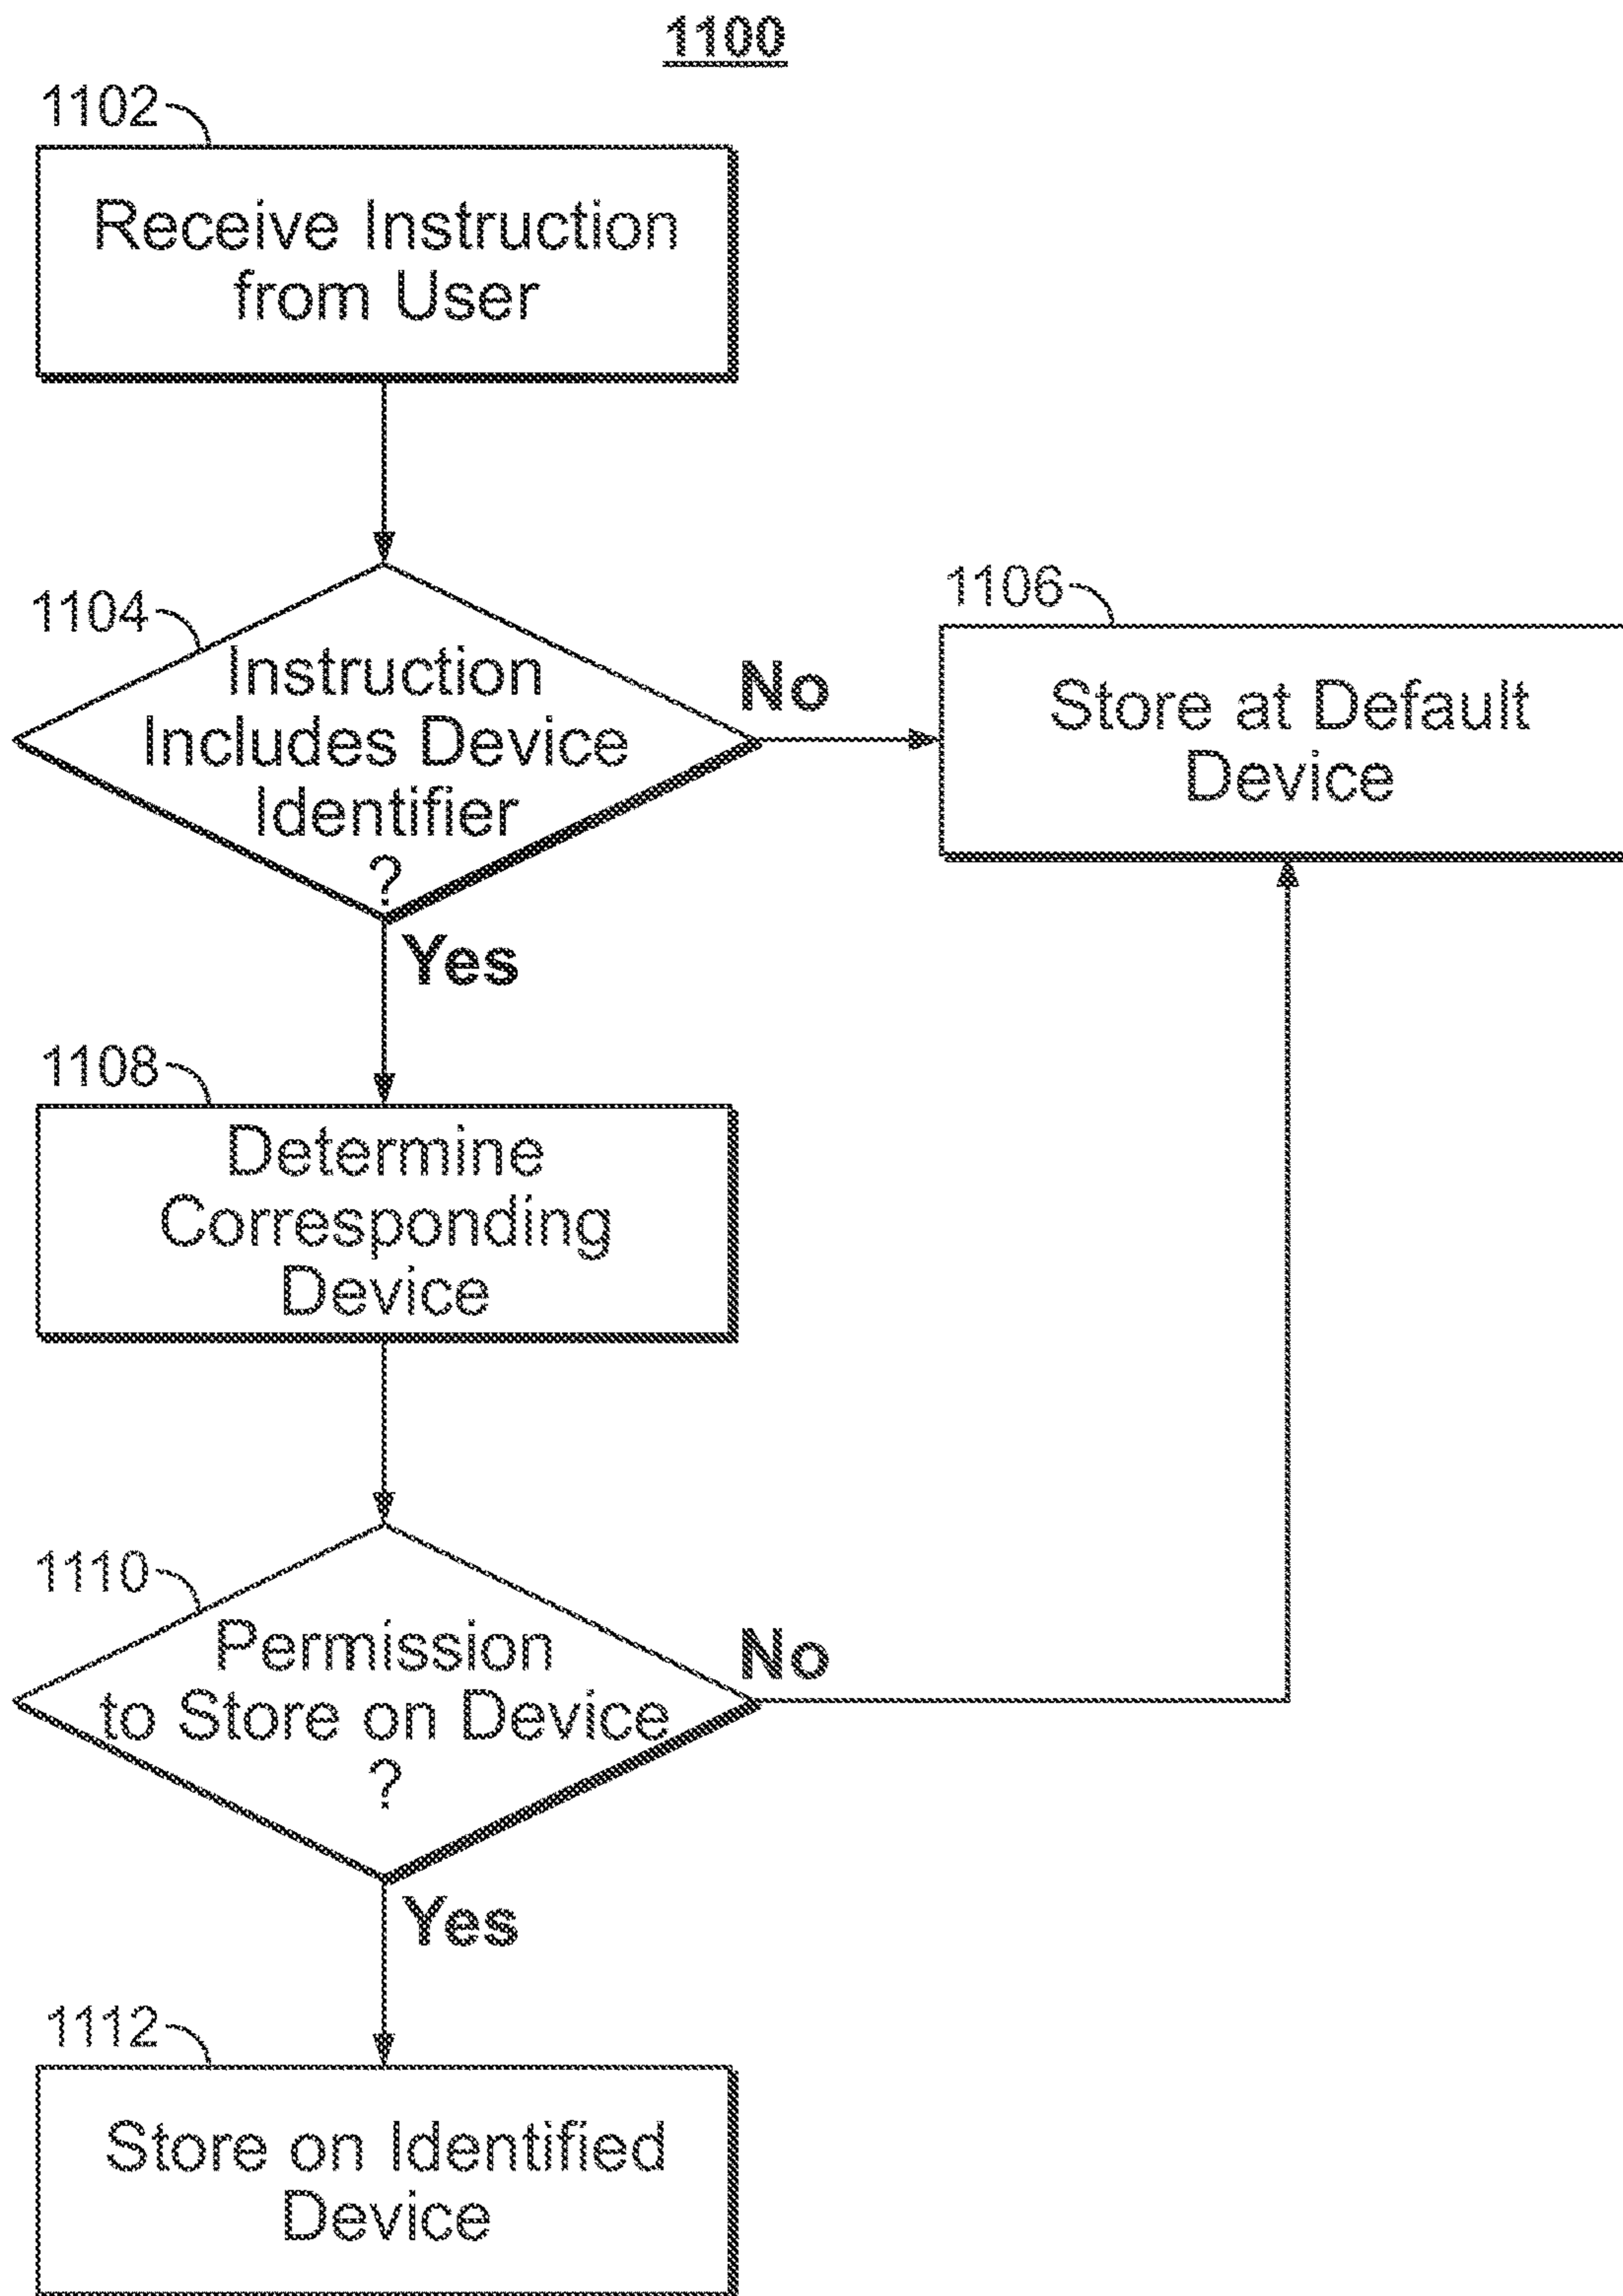 1100
1102
Receive Instruction
from User
1104
Instruction
Includes Device
Identifier
?
No
Yes
1106
Store at Default
Device
1108
Determine
Corresponding
Device
1110
Permission
to Store on Device
?
No
Yes
1112
Store on Identified
Device